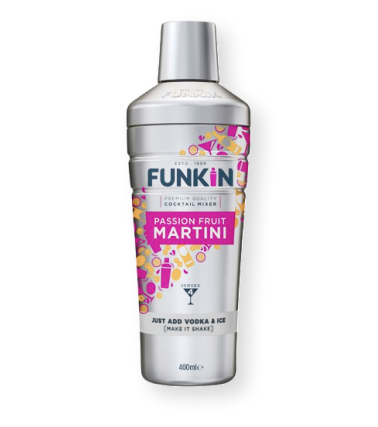 FUNKIN
ESTD. 1999
FUNKIN
PREMIUM QUALITY
COCKTAIL MIXER
PASSION FRUIT
MARTINI
SERVES
4
JUST ADD VODKA & ICE
(MAKE IT SHAKE)
400ml℮